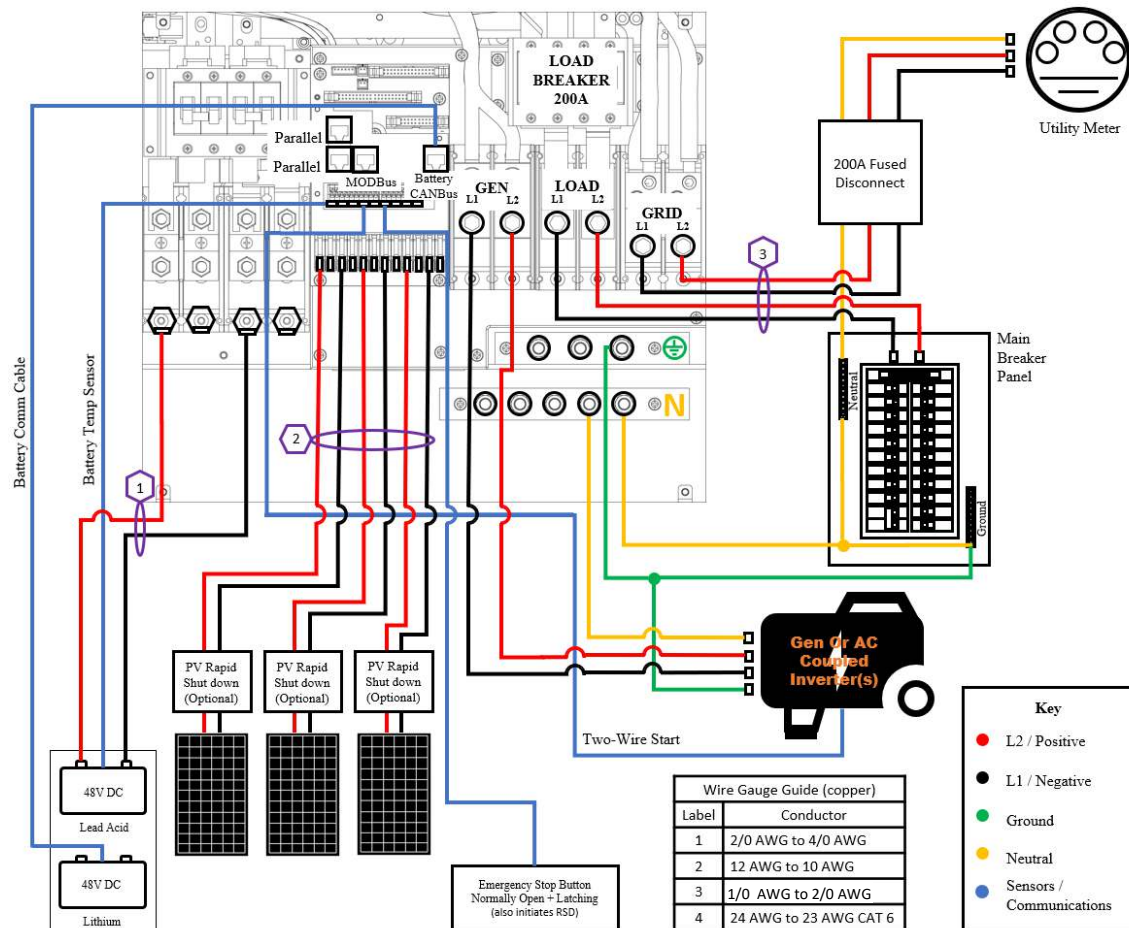 LOAD
BREAKER
200A
Utility Meter
200A Fused
Disconnect
Parallel
Parallel
MODBus
Battery
CANBus
GEN
L1
L2
LOAD
L1
L2
GRID
L1
L2
3
Main
Breaker
Panel
Neutral
Ground
N
2
1
Battery Comm Cable
Battery Temp Sensor
PV Rapid
Shut down
(Optional)
PV Rapid
Shut down
(Optional)
PV Rapid
Shut down
(Optional)
Gen Or AC
Coupled
Inverter(s)
Two-Wire Start
48V DC
Lead Acid
48V DC
Lithium
Emergency Stop Button
Normally Open + Latching
(also initiates RSD)
Wire Gauge Guide (copper)
Label Conductor
1 2/0 AWG to 4/0 AWG
2 12 AWG to 10 AWG
3 1/0 AWG to 2/0 AWG
4 24 AWG to 23 AWG CAT 6
Key
L2 / Positive
L1 / Negative
Ground
Neutral
Sensors /
Communications